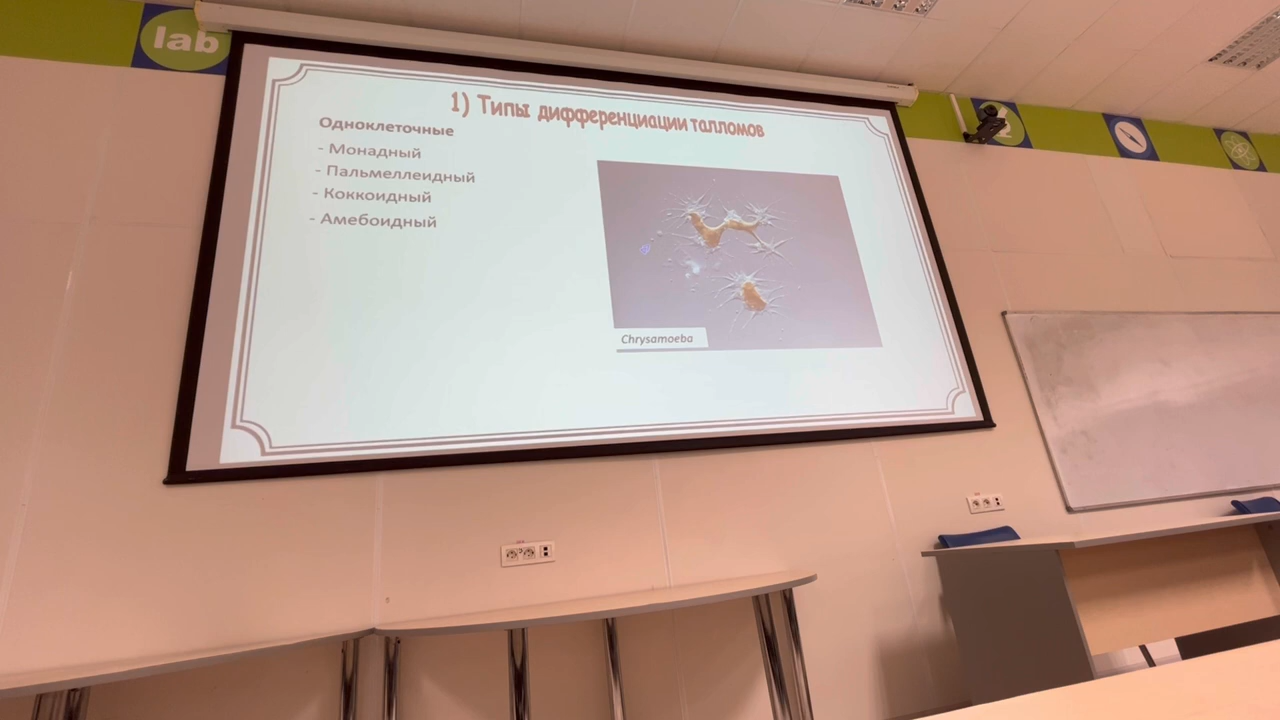 lab
1) Типы дифференциации талломов
Одноклеточные
- Монадный
- Пальмеллеидный
- Коккоидный
- Амебоидный
Chrysamoeba